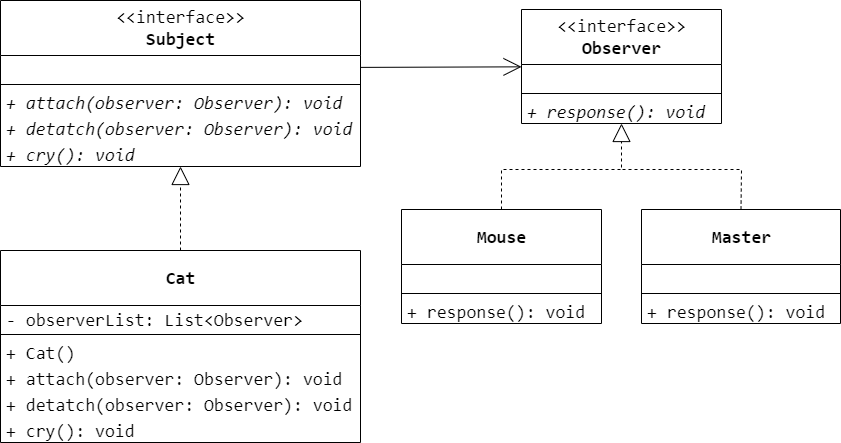 <<interface>>
Subject
+ attach(observer: Observer): void
+ detatch(observer: Observer): void
+ cry(): void
<<interface>>
Observer
+ response(): void
Cat
- observerList: List<Observer>
+ Cat()
+ attach(observer: Observer): void
+ detatch(observer: Observer): void
+ cry(): void
Mouse
+ response(): void
Master
+ response(): void